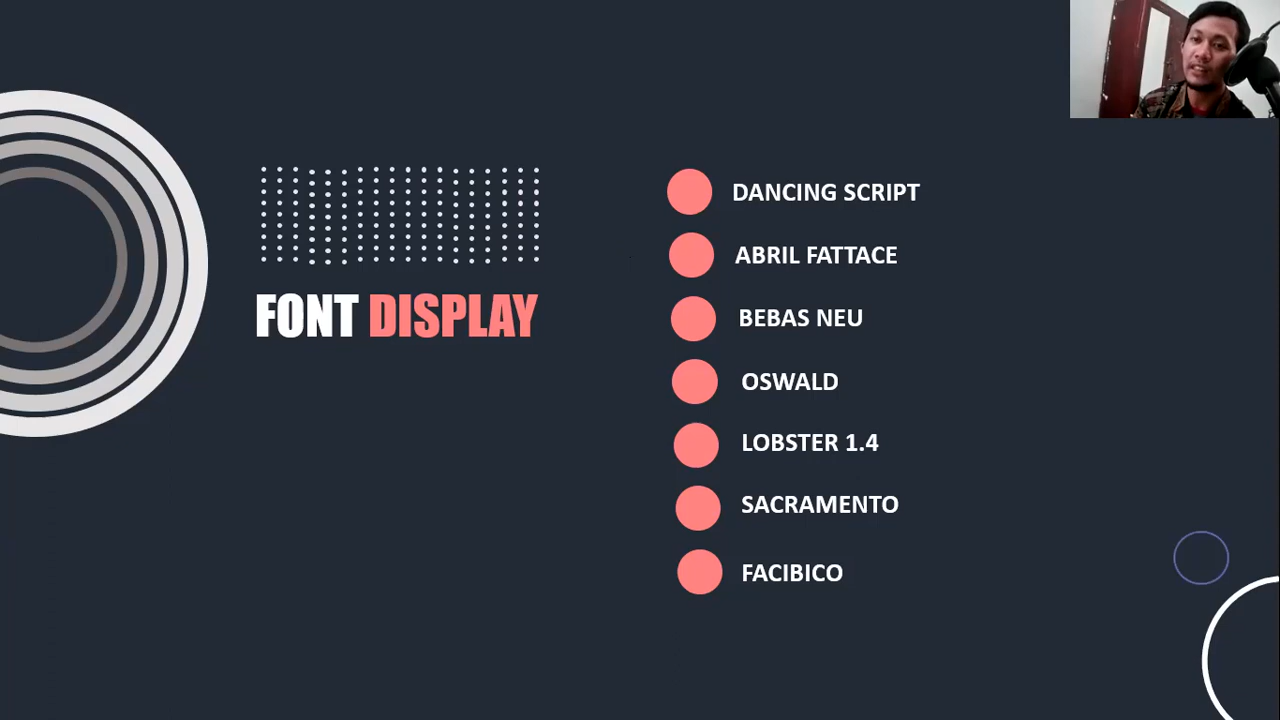 FONT DISPLAY
DANCING SCRIPT
ABRIL FATTACE
BEBAS NEU
OSWALD
LOBSTER 1.4
SACRAMENTO
FACIBICO